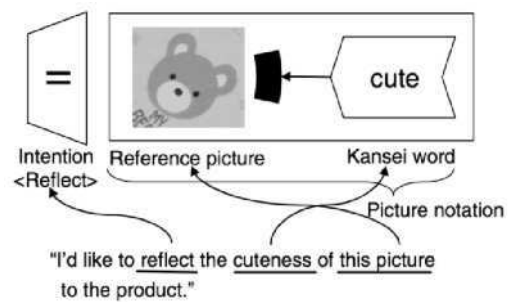 =
cute
Intention
<Reflect>
Reference picture
Kansei word
Picture notation
"I'd like to reflect the cuteness of this picture
to the product."